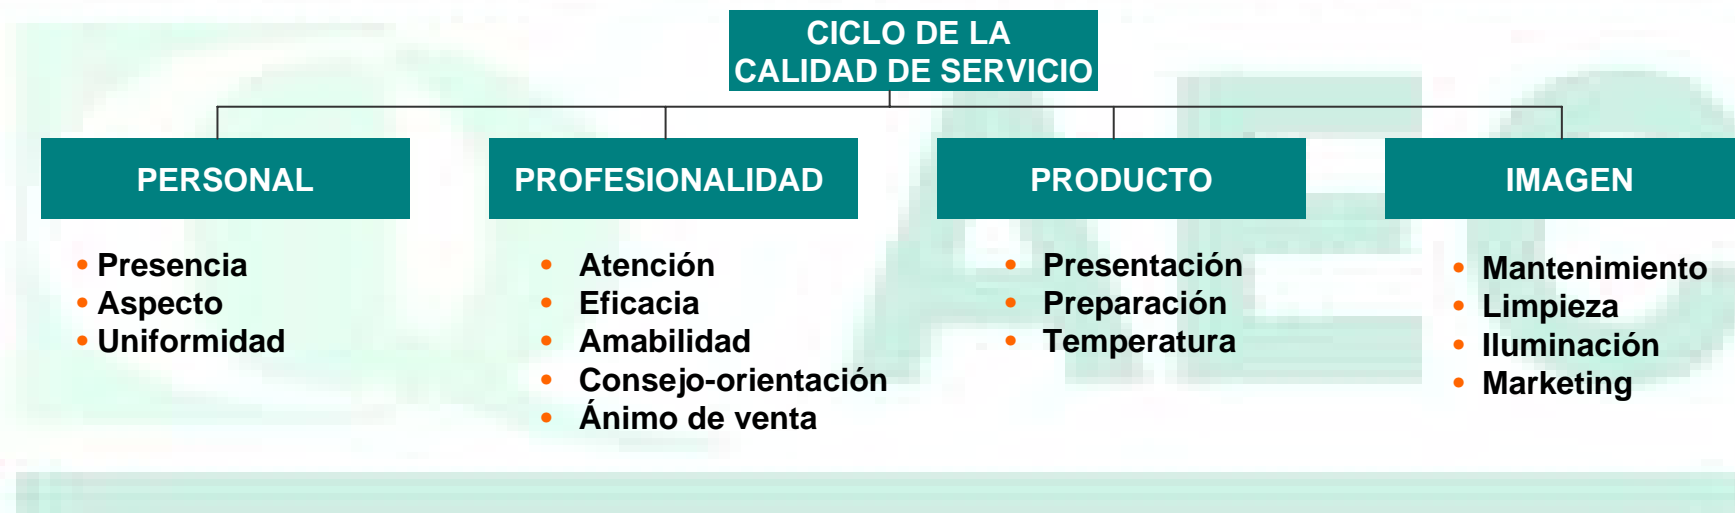 CICLO DE LA
CALIDAD DE SERVICIO
PERSONAL
• Presencia
• Aspecto
• Uniformidad
PROFESIONALIDAD
• Atención
• Eficacia
• Amabilidad
• Consejo-orientación
• Ánimo de venta
PRODUCTO
• Presentación
• Preparación
• Temperatura
IMAGEN
• Mantenimiento
• Limpieza
• Iluminación
• Marketing